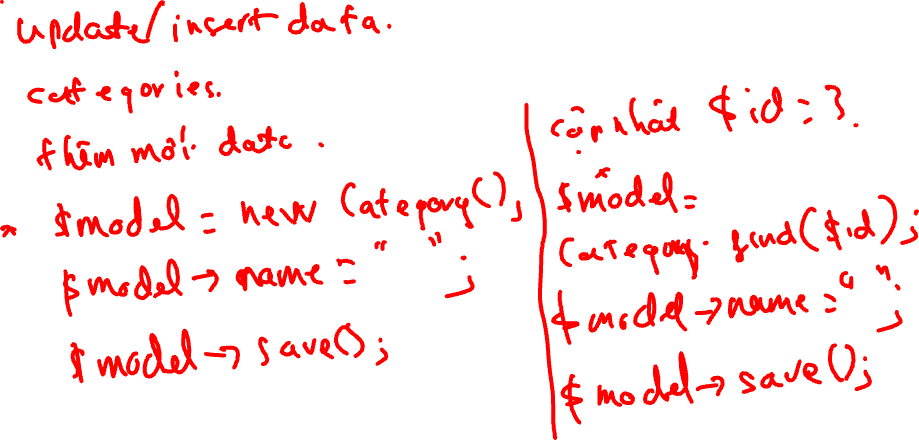 update/insert data.
categories.
thêm mới data.
* $model = new Category();
$model → name = " ";
$model → save();
cập nhật $id = 3.
$model =
Category. find($id);
$model → name = " ";
$model → save();